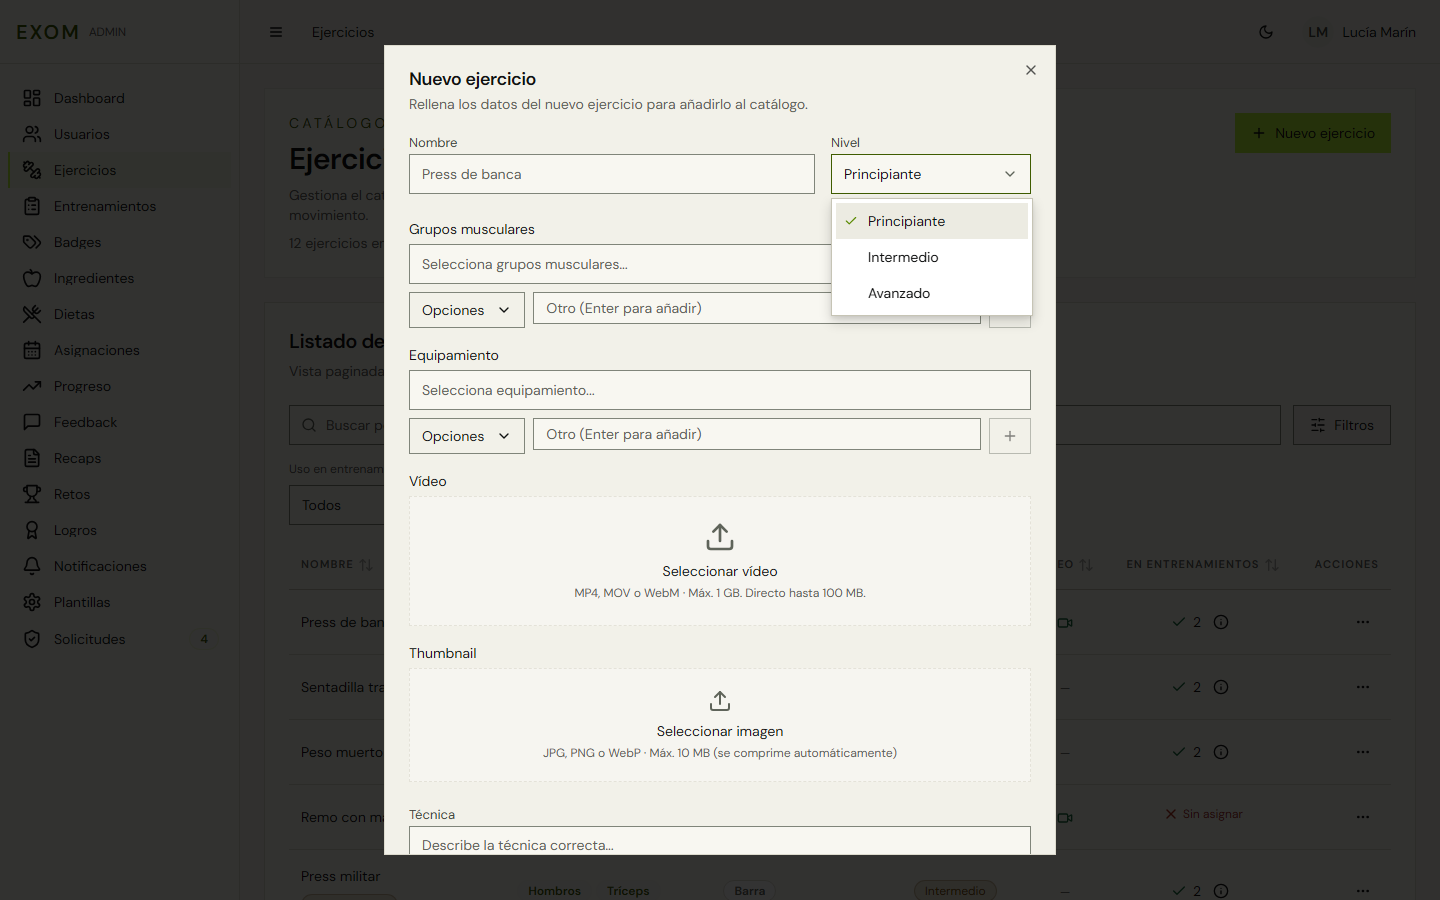 EXOM ADMIN
Ejercicios
LM Lucía Marín
Dashboard
Usuarios
Ejercicios
Entrenamientos
Badges
Ingredientes
Dietas
Asignaciones
Progreso
Feedback
Recaps
Retos
Logros
Notificaciones
Plantillas
Solicitudes 4
CATÁLOGO
Ejercic
Gestiona el cat
movimiento.
12 ejercicios en
Nuevo ejercicio
Listado de
Vista paginada
Buscar p
Filtros
Uso en entrenam
Todos
NOMBRE
EO
EN ENTRENAMIENTOS
ACCIONES
Press de ban
2
Sentadilla tra
– 2
Peso muerto
– 2
Remo con m
Sin asignar
Press militar
Hombros Tríceps Barra Intermedio – 2
Nuevo ejercicio
Rellena los datos del nuevo ejercicio para añadirlo al catálogo.
Nombre
Press de banca
Nivel
Principiante
Principiante
Intermedio
Avanzado
Grupos musculares
Selecciona grupos musculares...
Opciones
Otro (Enter para añadir)
Equipamiento
Selecciona equipamiento...
Opciones
Otro (Enter para añadir)
Vídeo
Seleccionar vídeo
MP4, MOV o WebM · Máx. 1 GB. Directo hasta 100 MB.
Thumbnail
Seleccionar imagen
JPG, PNG o WebP · Máx. 10 MB (se comprime automáticamente)
Técnica
Describe la técnica correcta...